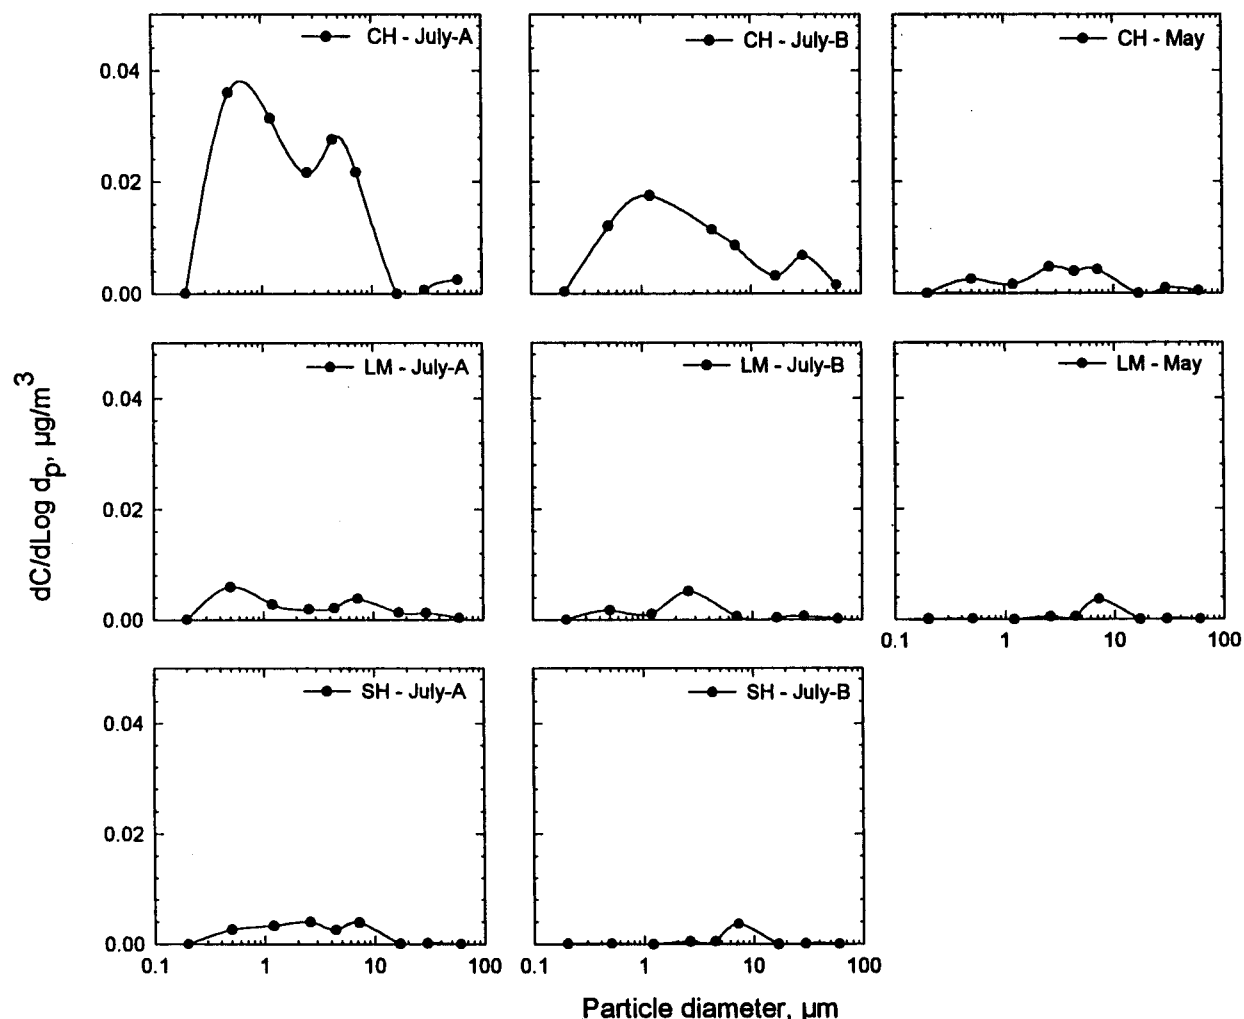 CH - July-A
CH - July-B
CH - May
0.04
0.02
0.00
LM - July-A
LM - July-B
LM - May
0.04
0.02
0.00
0.1 1 10 100
SH - July-A
SH - July-B
0.04
0.02
0.00
0.1 1 10 100
0.1 1 10 100
dC/dLog dp, µg/m³
Particle diameter, µm